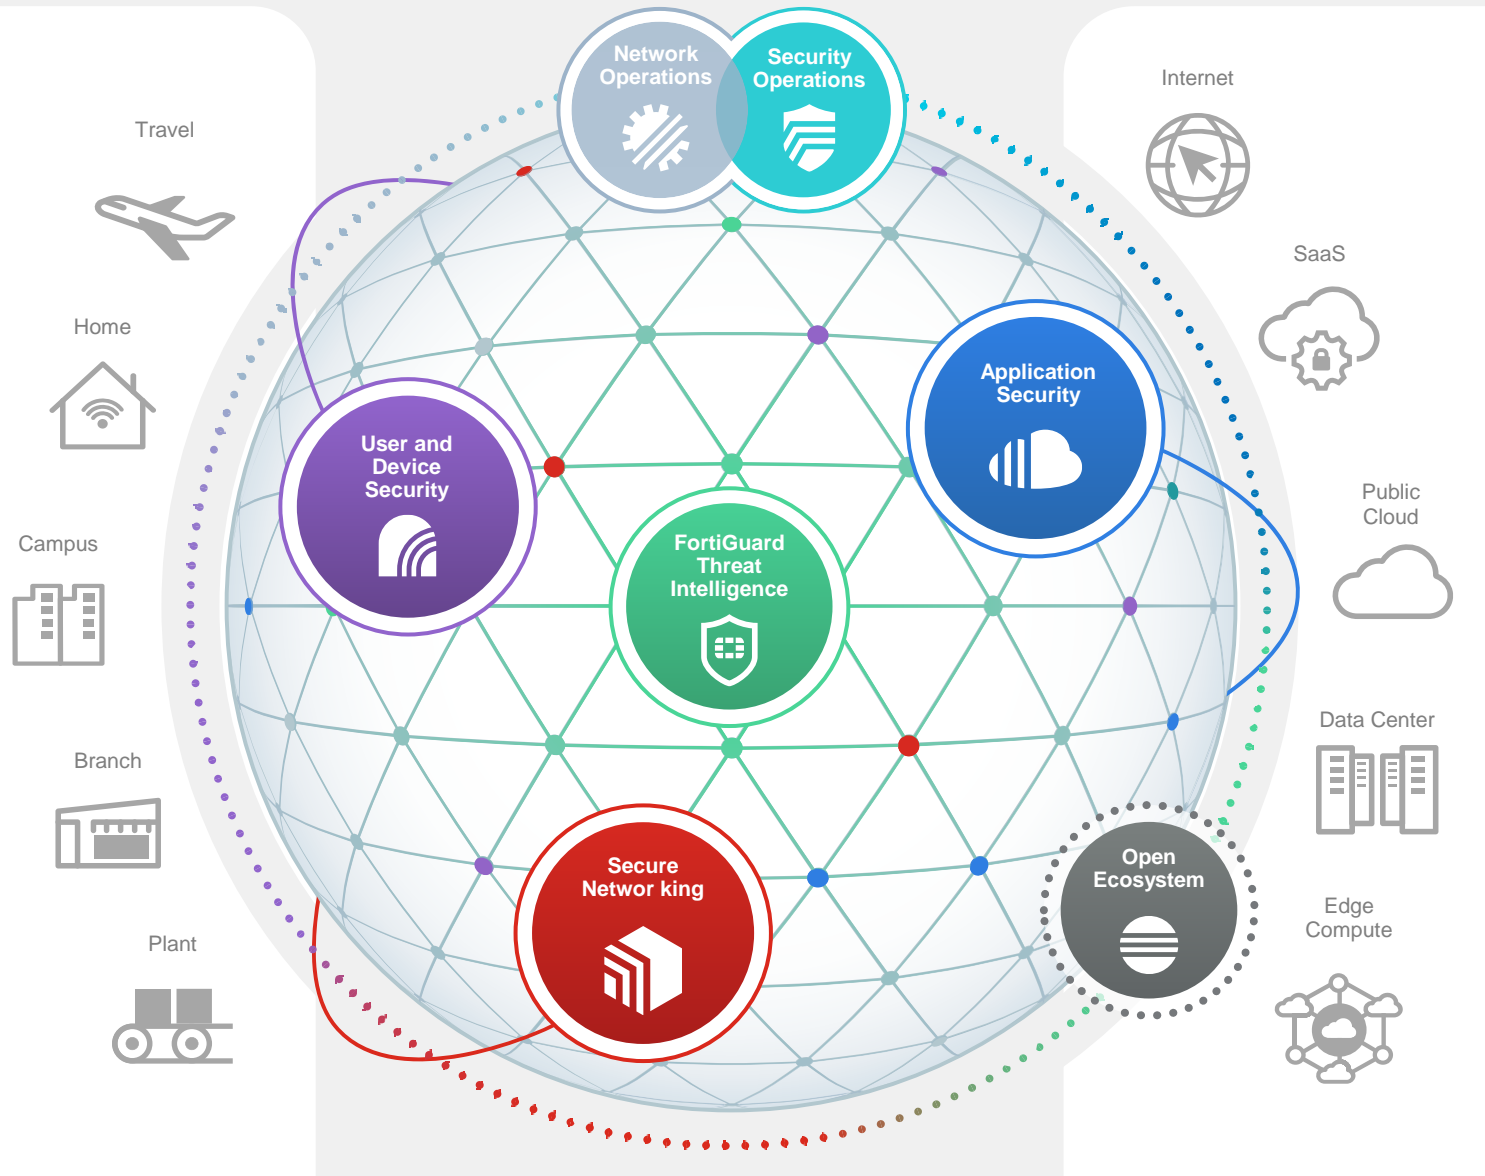 Network
Operations
Security
Operations
Internet
Travel
SaaS
Home
Application
Security
User and
Device
Security
Public
Cloud
Campus
FortiGuard
Threat
Intelligence
Data Center
Branch
Secure
Networ king
Open
Ecosystem
Edge
Compute
Plant